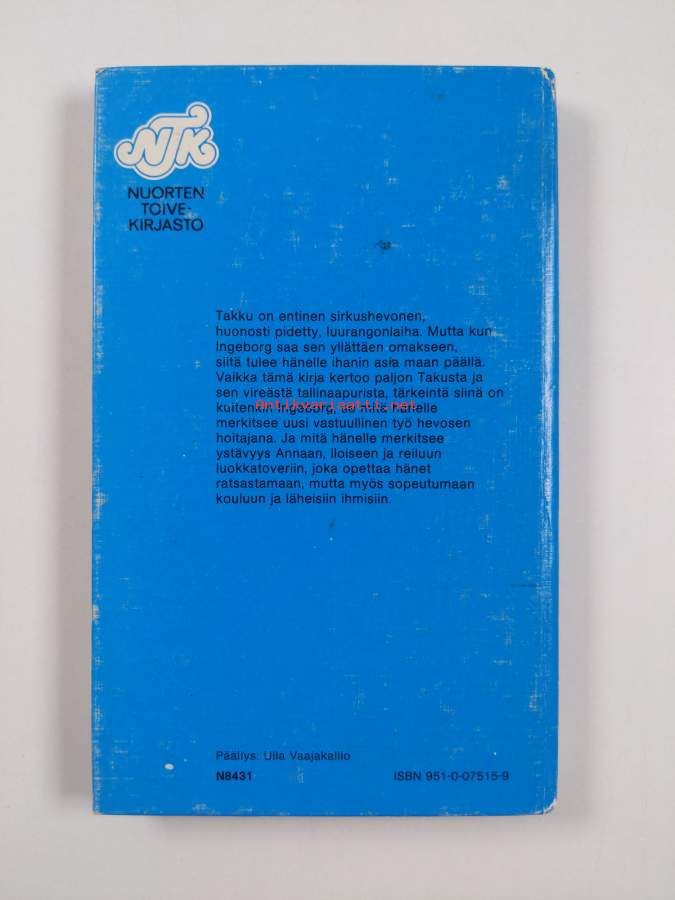 NTK
NUORTEN
TOIVE-
KIRJASTO
Takku on entinen sirkushevonen,
huonosti pidetty, luurangonlaiha. Mutta kun
Ingeborg saa sen yllättäen omakseen,
siitä tulee hänelle ihanin asia maan päällä.
Vaikka tämä kirja kertoo paljon Takusta ja
sen vireästä tallinaapurista, tärkeintä siinä on
Antikvariaatti.net
kuitenkin Ingeborg, se mitä hänelle
merkitsee uusi vastuullinen työ hevosen
hoitajana. Ja mitä hänelle merkitsee
ystävyys Annaan, iloiseen ja reiluun
luokkatoveriin, joka opettaa hänet
ratsastamaan, mutta myös sopeutumaan
kouluun ja läheisiin ihmisiin.
Päällys: Ulla Vaajakallio
N8431 ISBN 951-0-07515-9